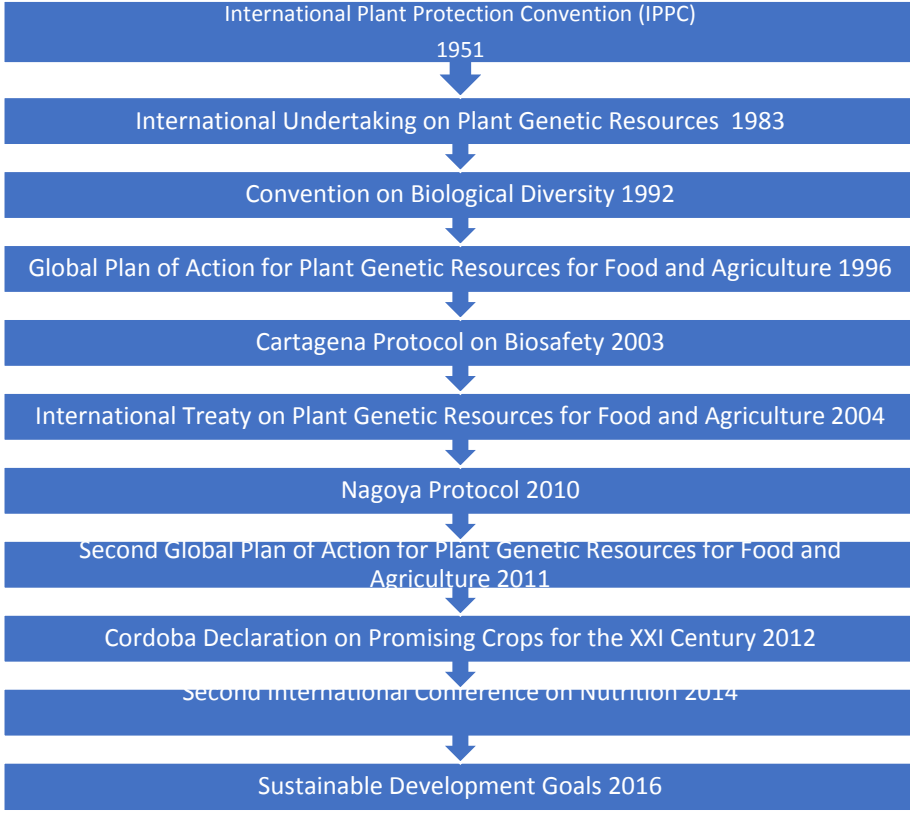 International Plant Protection Convention (IPPC)
1951
International Undertaking on Plant Genetic Resources  1983
Convention on Biological Diversity 1992
Global Plan of Action for Plant Genetic Resources for Food and Agriculture 1996
Cartagena Protocol on Biosafety 2003
International Treaty on Plant Genetic Resources for Food and Agriculture 2004
Nagoya Protocol 2010
Second Global Plan of Action for Plant Genetic Resources for Food and
Agriculture 2011
Cordoba Declaration on Promising Crops for the XXI Century 2012
Second International Conference on Nutrition 2014
Sustainable Development Goals 2016